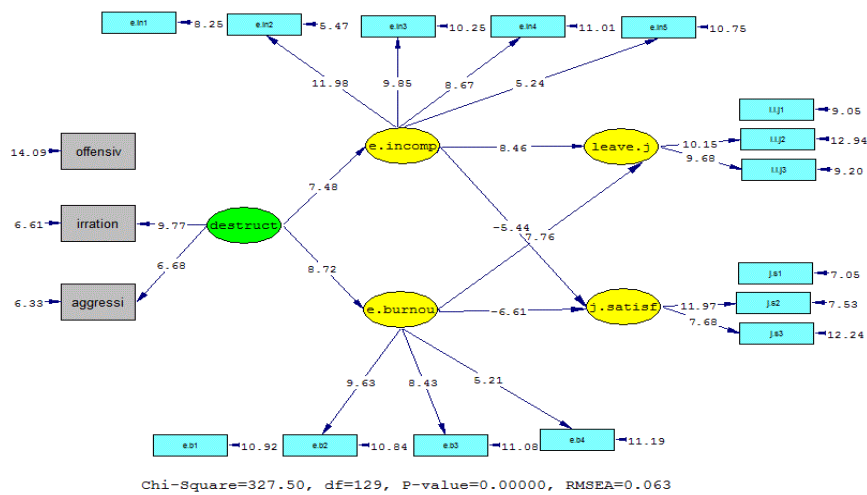 e.in1 8.25
e.in2 5.47
e.in3 10.25
e.in4 11.01
e.in5 10.75
11.98
9.85
8.67
5.24
14.09 offensiv
6.61 irration
6.33 aggressi
9.77
6.68
destruct
7.48
8.72
e.incomp
e.burnou
8.46
-5.44
7.76
-6.61
leave.j
j.satisf
10.15
9.68
l.l.j1 9.05
l.l.j2 12.94
l.l.j3 9.20
11.97
7.68
j.s1 7.05
j.s2 7.53
j.s3 12.24
9.63
8.43
5.21
e.b1 10.92
e.b2 10.84
e.b3 11.08
e.b4 11.19
Chi-Square=327.50, df=129, P-value=0.00000, RMSEA=0.063